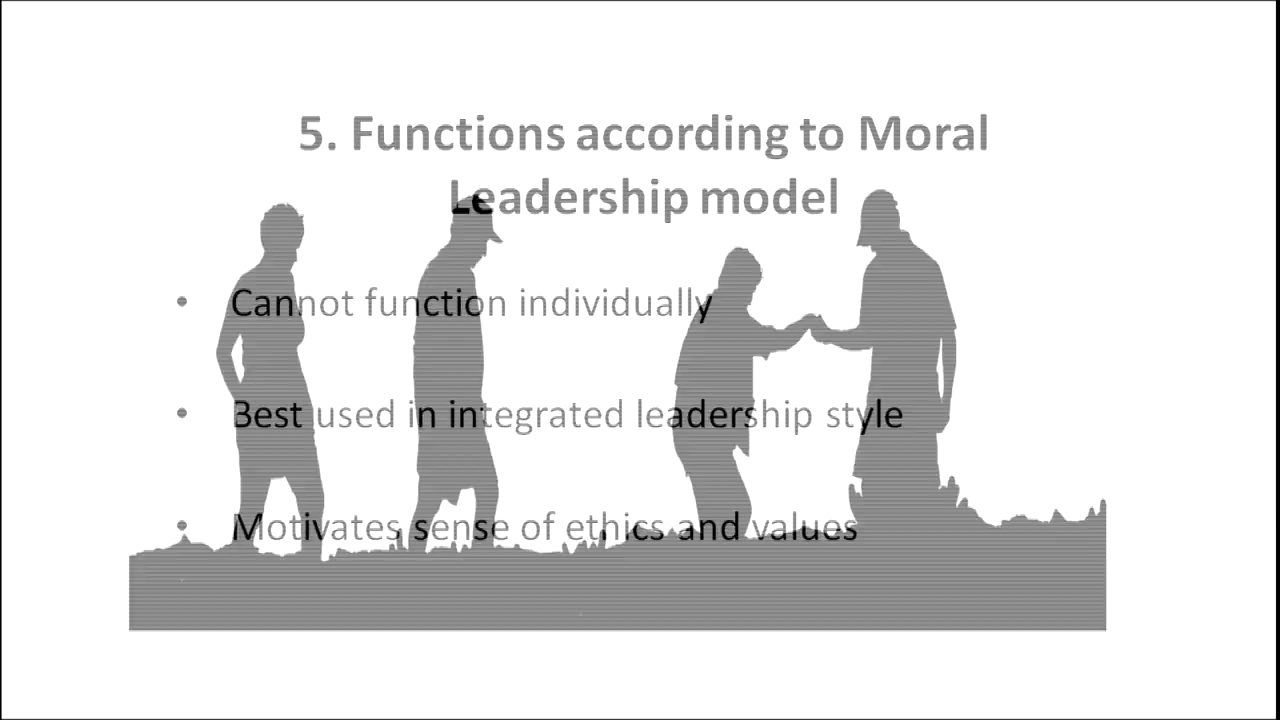 5. Functions according to Moral
Leadership model
• Cannot function individually
• Best used in integrated leadership style
• Motivates sense of ethics and values